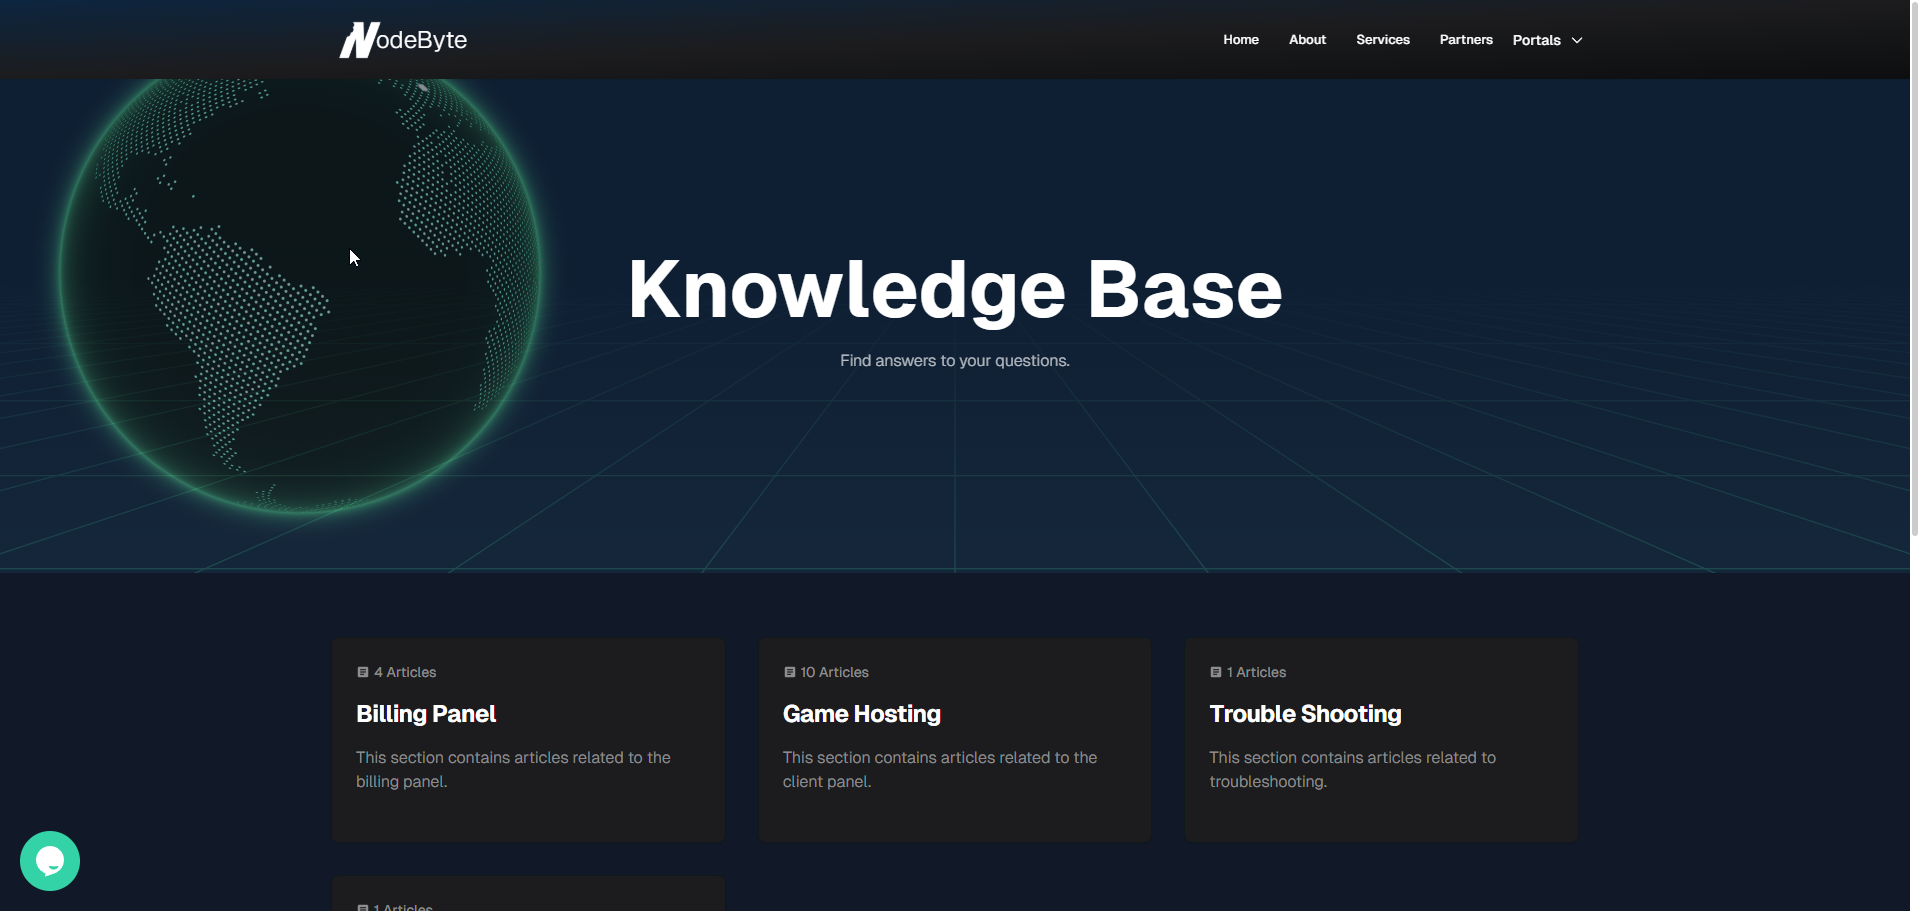 NodeByte
Home About Services Partners Portals
Knowledge Base
Find answers to your questions.
4 Articles
Billing Panel
This section contains articles related to the
billing panel.
10 Articles
Game Hosting
This section contains articles related to the
client panel.
1 Articles
Trouble Shooting
This section contains articles related to
troubleshooting.
1 Articles